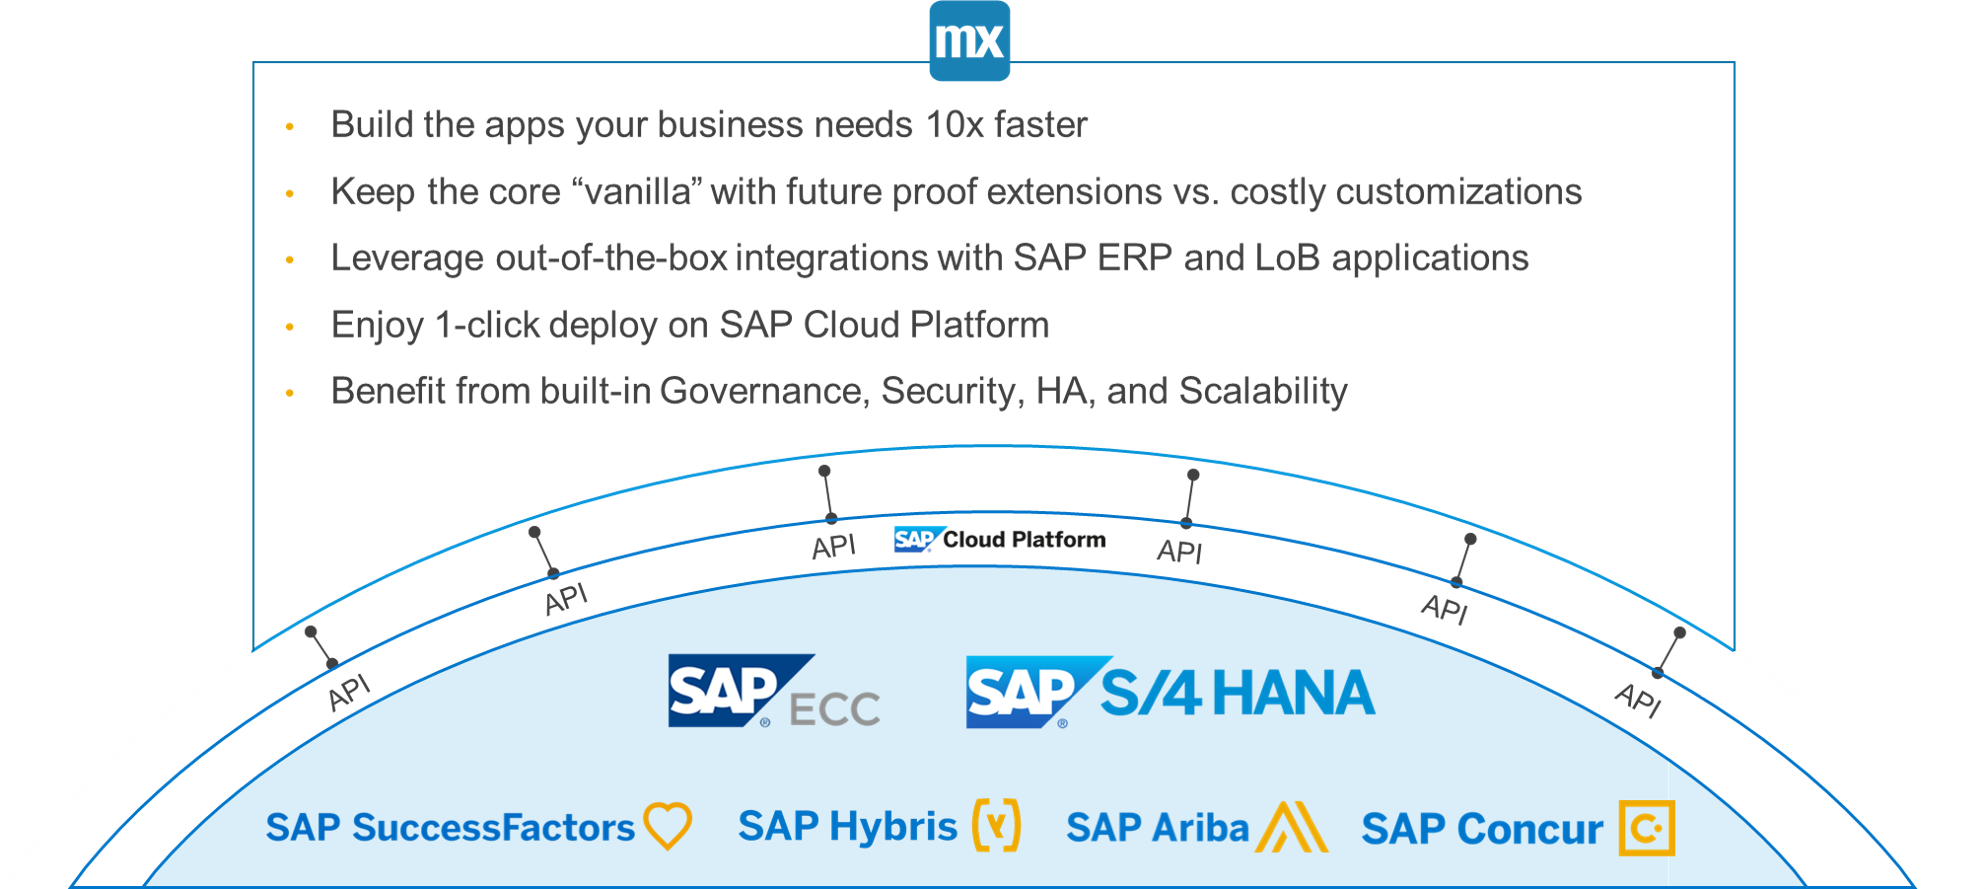 mx
• Build the apps your business needs 10x faster
• Keep the core “vanilla” with future proof extensions vs. costly customizations
• Leverage out-of-the-box integrations with SAP ERP and LoB applications
• Enjoy 1-click deploy on SAP Cloud Platform
• Benefit from built-in Governance, Security, HA, and Scalability
API
API
API
SAP® Cloud Platform
API
API
API
SAP® ECC
SAP® S/4HANA
SAP SuccessFactors
SAP Hybris
SAP Ariba
SAP Concur C